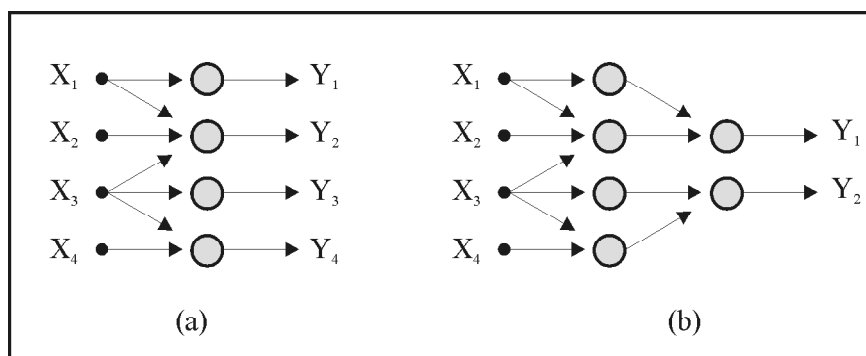 X₁ Y₁
X₂ Y₂
X₃ Y₃
X₄ Y₄
(a)
X₁
X₂ Y₁
X₃ Y₂
X₄
(b)